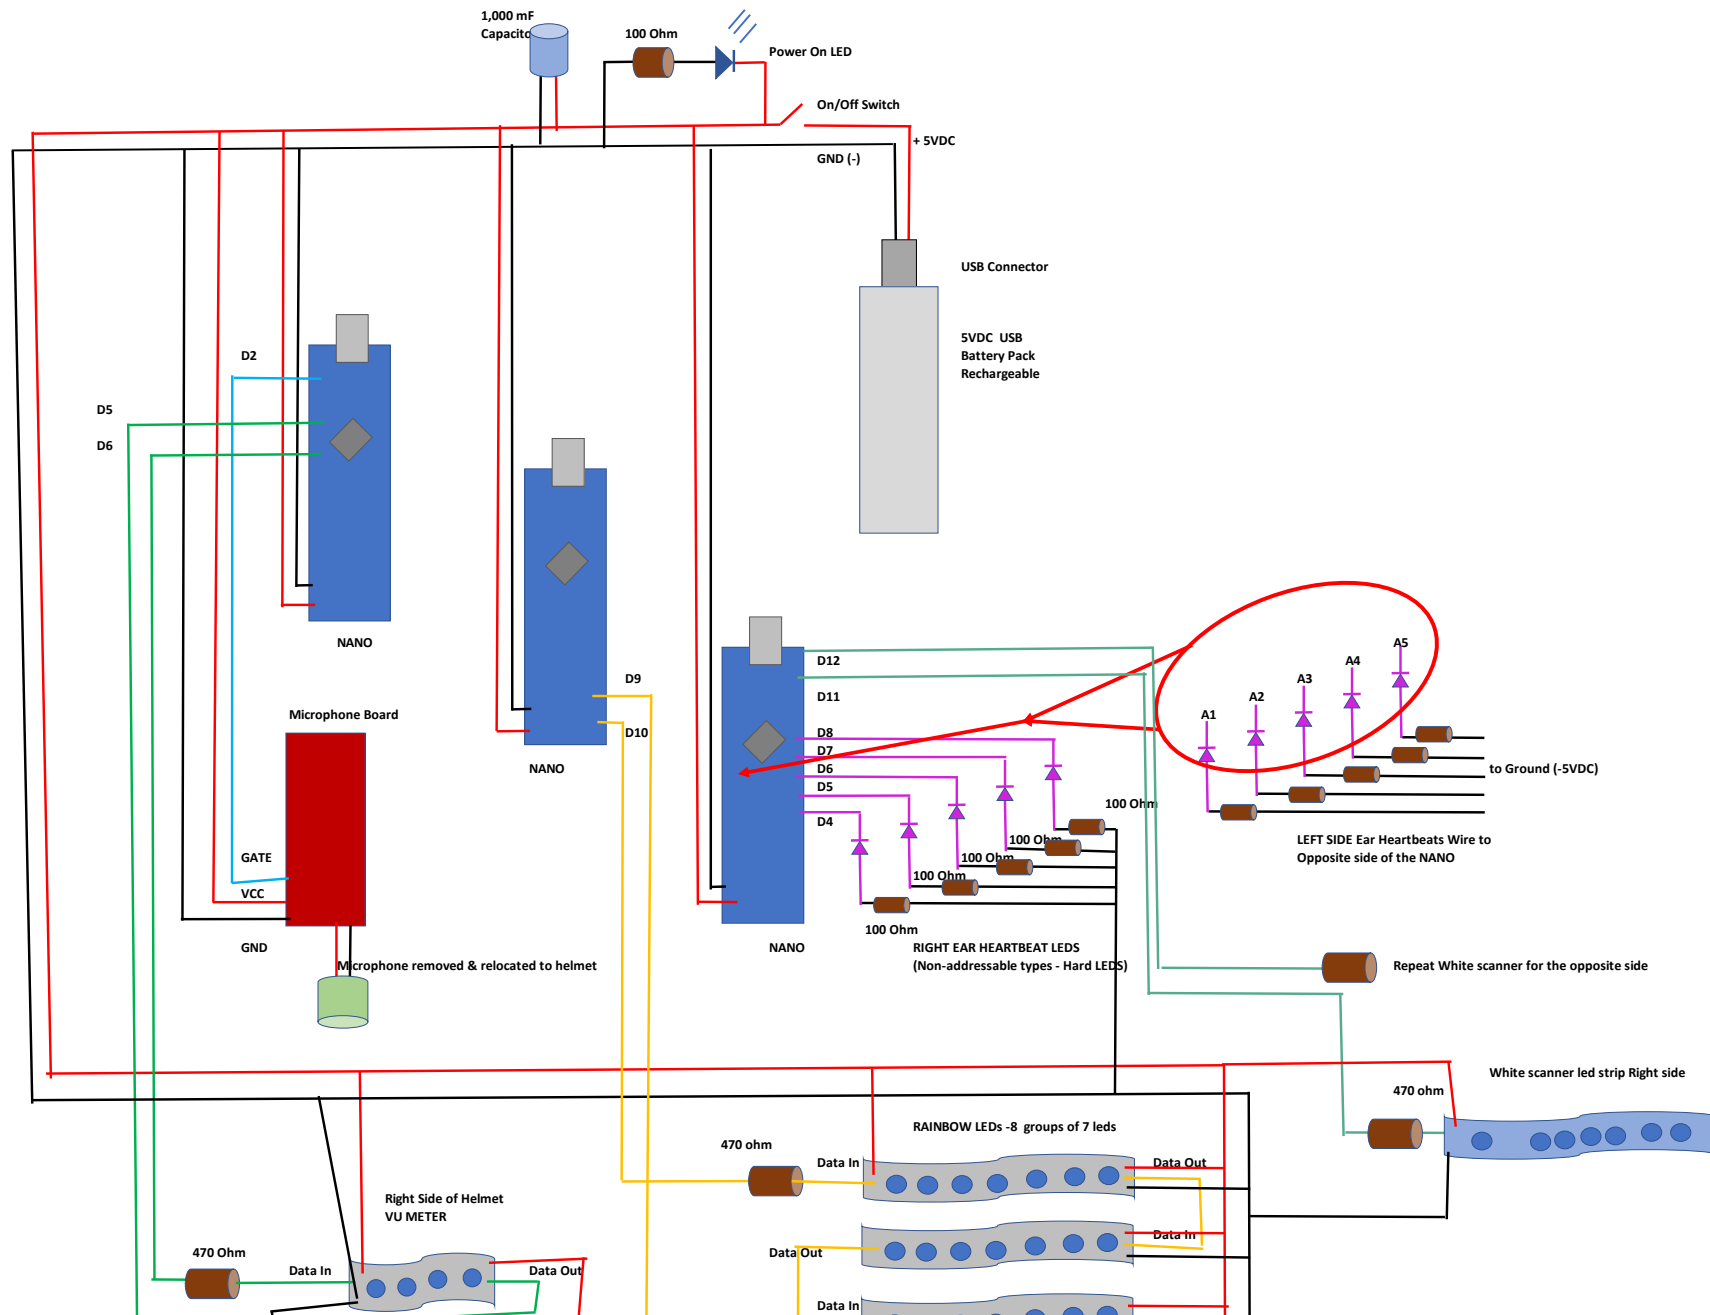 1,000 mF
Capacito
100 Ohm
Power On LED
On/Off Switch
+ 5VDC
GND (-)
USB Connector
5VDC  USB
Battery Pack
Rechargeable
D2
D5
D6
NANO
D9
D10
NANO
Microphone Board
GATE
VCC
GND
Microphone removed & relocated to helmet
D12
D11
D8
D7
D6
D5
D4
NANO
100 Ohm
100 Ohm
100 Ohm
100 Ohm
100 Ohm
RIGHT EAR HEARTBEAT LEDS
(Non-addressable types - Hard LEDS)
A1
A2
A3
A4
A5
to Ground (-5VDC)
LEFT SIDE Ear Heartbeats Wire to
Opposite side of the NANO
Repeat White scanner for the opposite side
White scanner led strip Right side
470 ohm
RAINBOW LEDs -8  groups of 7 leds
470 ohm
Data In
Data Out
Data In
Data Out
Data In
Right Side of Helmet
VU METER
470 Ohm
Data In
Data Out